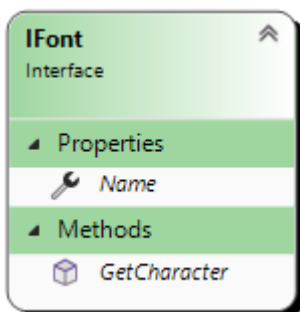 IFont
Interface
Properties
Name
Methods
GetCharacter